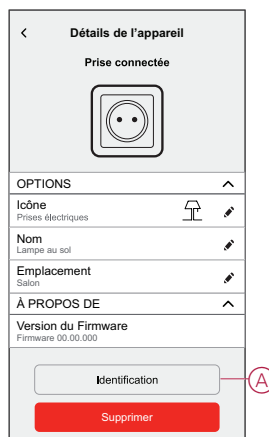 Détails de l'appareil
Prise connectée
OPTIONS
Icône
Prises électriques
Nom
Lampe au sol
Emplacement
Salon
À PROPOS DE
Version du Firmware
Firmware 00.00.000
Identification
A
Supprimer